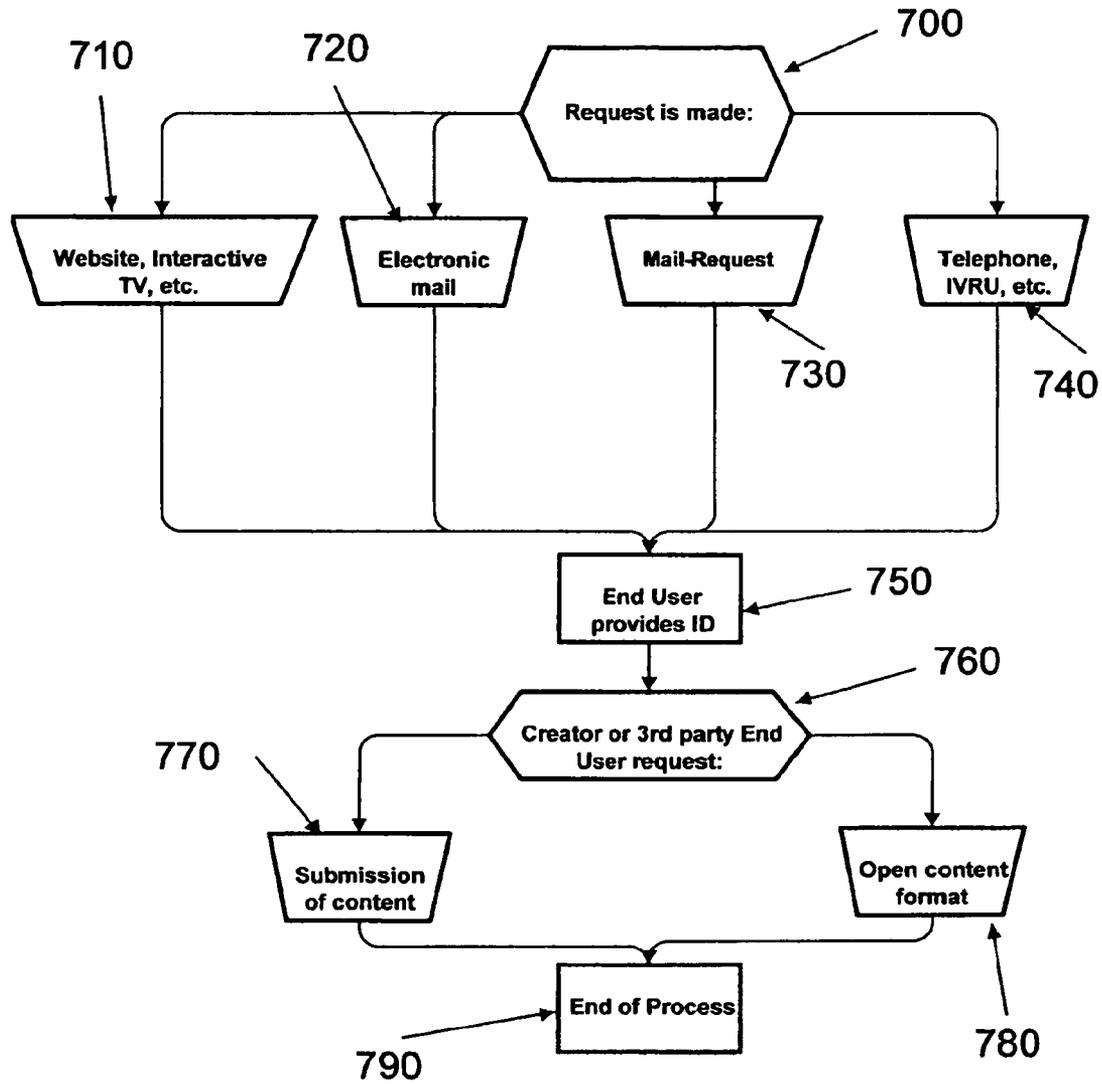 700
710
720
Request is made:
Website, Interactive
TV, etc.
Electronic
mail
Mail-Request
Telephone,
IVRU, etc.
730
740
End User
provides ID
750
760
Creator or 3rd party End
User request:
770
Submission
of content
Open content
format
End of Process
780
790